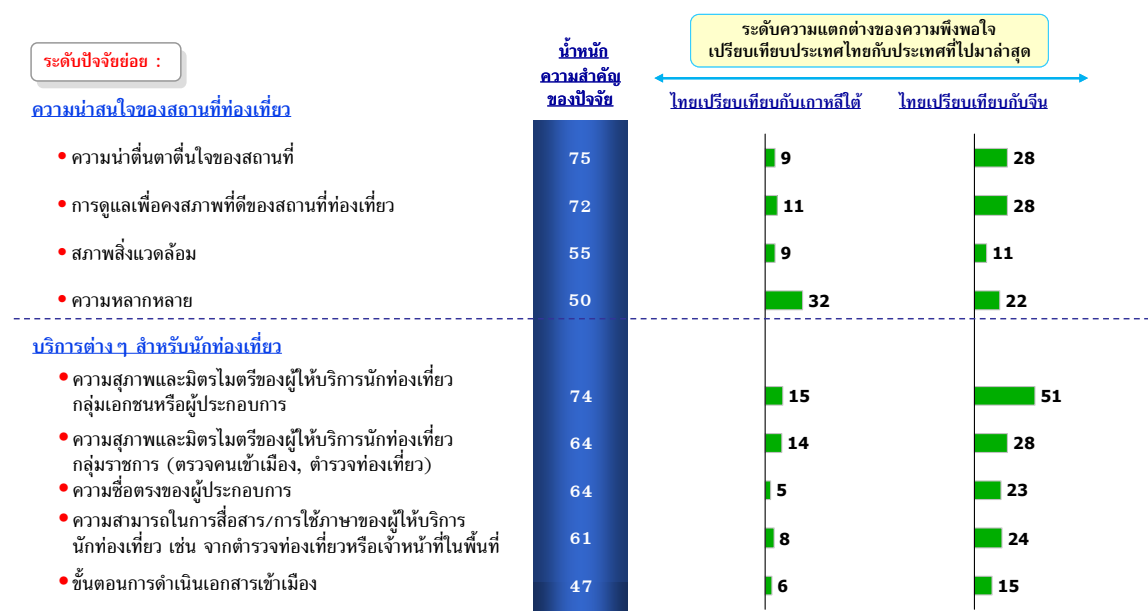 ระดับปัจจัยย่อย :
น้ำหนัก
ความสำคัญ
ของปัจจัย
ระดับความแตกต่างของความพึงพอใจ
เปรียบเทียบประเทศไทยกับประเทศที่ไปมาล่าสุด
ไทยเปรียบเทียบกับเกาหลีใต้
ไทยเปรียบเทียบกับจีน
ความน่าสนใจของสถานที่ท่องเที่ยว
• ความน่าตื่นตาตื่นใจของสถานที่ 75 9 28
• การดูแลเพื่อคงสภาพที่ดีของสถานที่ท่องเที่ยว 72 11 28
• สภาพสิ่งแวดล้อม 55 9 11
• ความหลากหลาย 50 32 22
บริการต่างๆ สำหรับนักท่องเที่ยว
• ความสุภาพและมิตรไมตรีของผู้ให้บริการนักท่องเที่ยว
กลุ่มเอกชนหรือผู้ประกอบการ 74 15 51
• ความสุภาพและมิตรไมตรีของผู้ให้บริการนักท่องเที่ยว
กลุ่มราชการ (ตรวจคนเข้าเมือง, ตำรวจท่องเที่ยว) 64 14 28
• ความซื่อตรงของผู้ประกอบการ 64 5 23
• ความสามารถในการสื่อสาร/การใช้ภาษาของผู้ให้บริการ
นักท่องเที่ยว เช่น จากตำรวจท่องเที่ยวหรือเจ้าหน้าที่ในพื้นที่ 61 8 24
• ขั้นตอนการดำเนินเอกสารเข้าเมือง 47 6 15